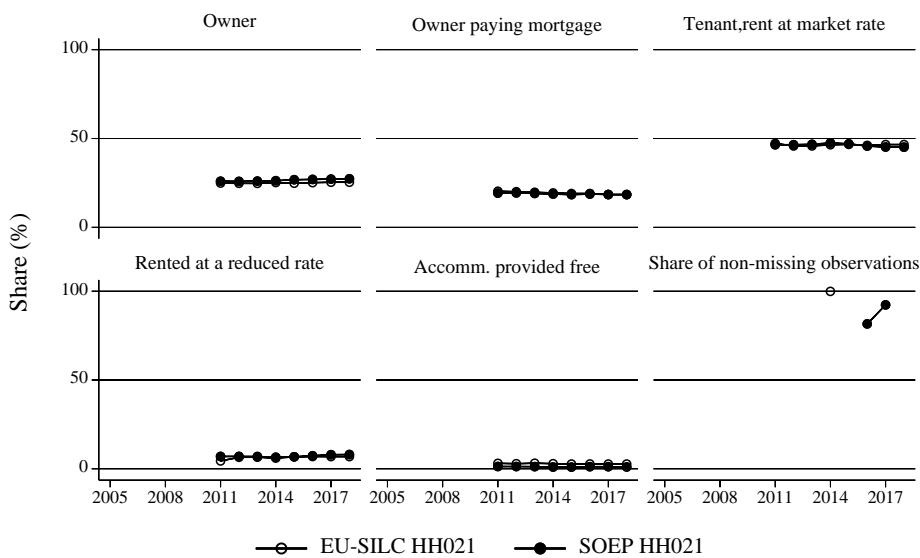 Owner
Owner paying mortgage
Tenant,rent at market rate
100
50
0
Rented at a reduced rate
Accomm. provided free
Share of non-missing observations
100
50
0
Share (%)
2005 2008 2011 2014 2017 2005 2008 2011 2014 2017 2005 2008 2011 2014 2017
EU-SILC HH021 SOEP HH021